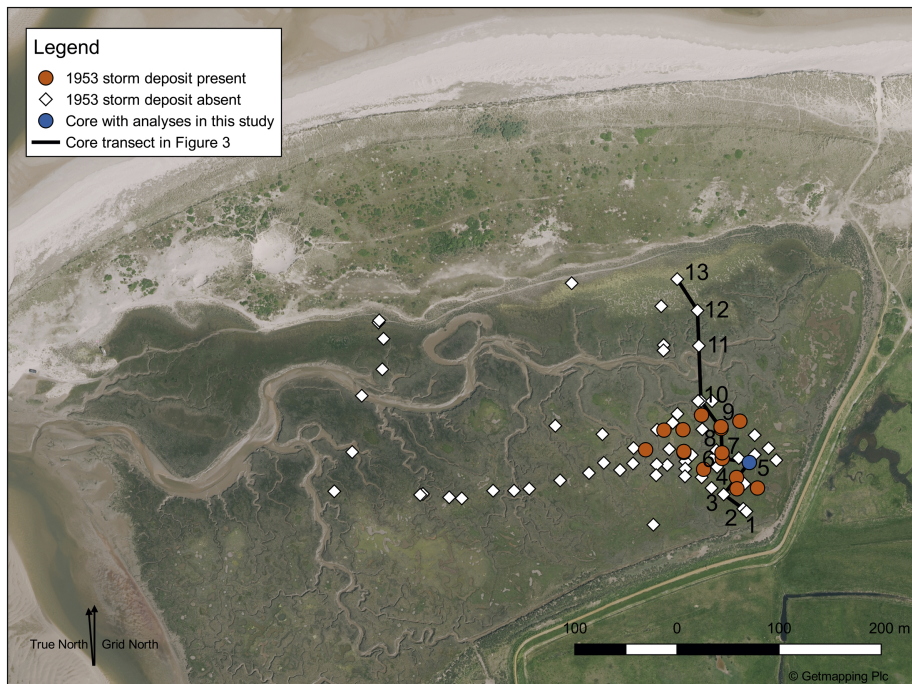 Legend
1953 storm deposit present
1953 storm deposit absent
Core with analyses in this study
Core transect in Figure 3
13
12
11
10
9
8
7
6
5
4
3
2
1
True North
Grid North
100
0
100
200 m
© Getmapping Plc